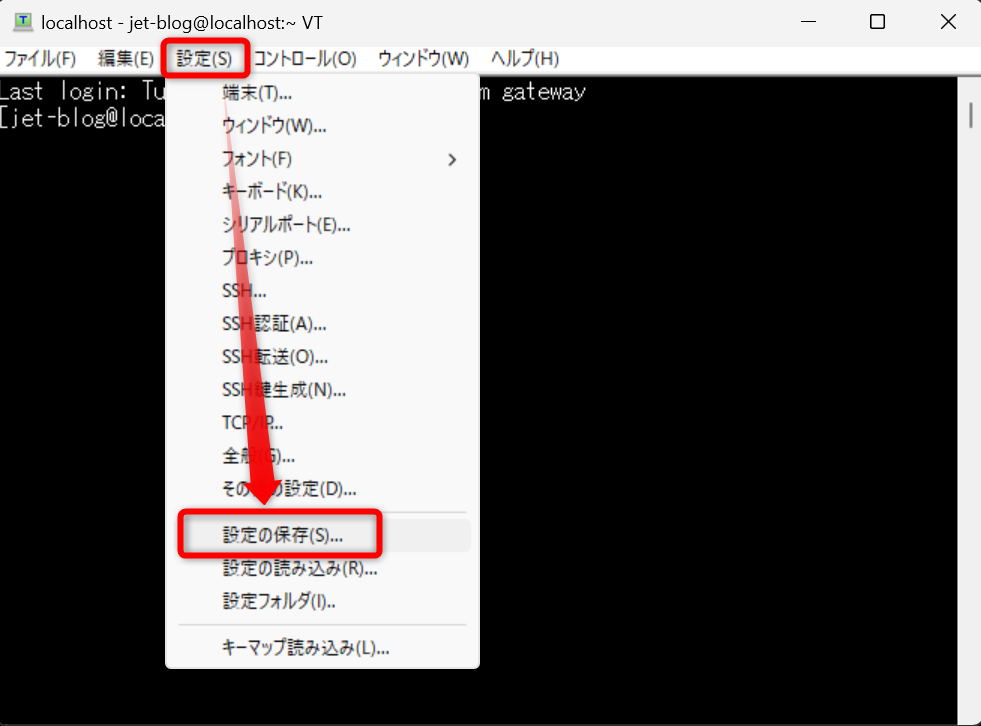 localhost - jet-blog@localhost:~ VT
ファイル(F) 編集(E) 設定(S) コントロール(O) ウィンドウ(W) ヘルプ(H)
Last login: Tu m gateway
[jet-blog@loca
端末(T)...
ウィンドウ(W)...
フォント(F)
キーボード(K)...
シリアルポート(E)...
プロキシ(P)...
SSH...
SSH認証(A)...
SSH転送(O)...
SSH鍵生成(N)...
TCP/IP...
全般(G)...
その他の設定(D)...
設定の保存(S)...
設定の読み込み(R)...
設定フォルダ(I)..
キーマップ読み込み(L)...